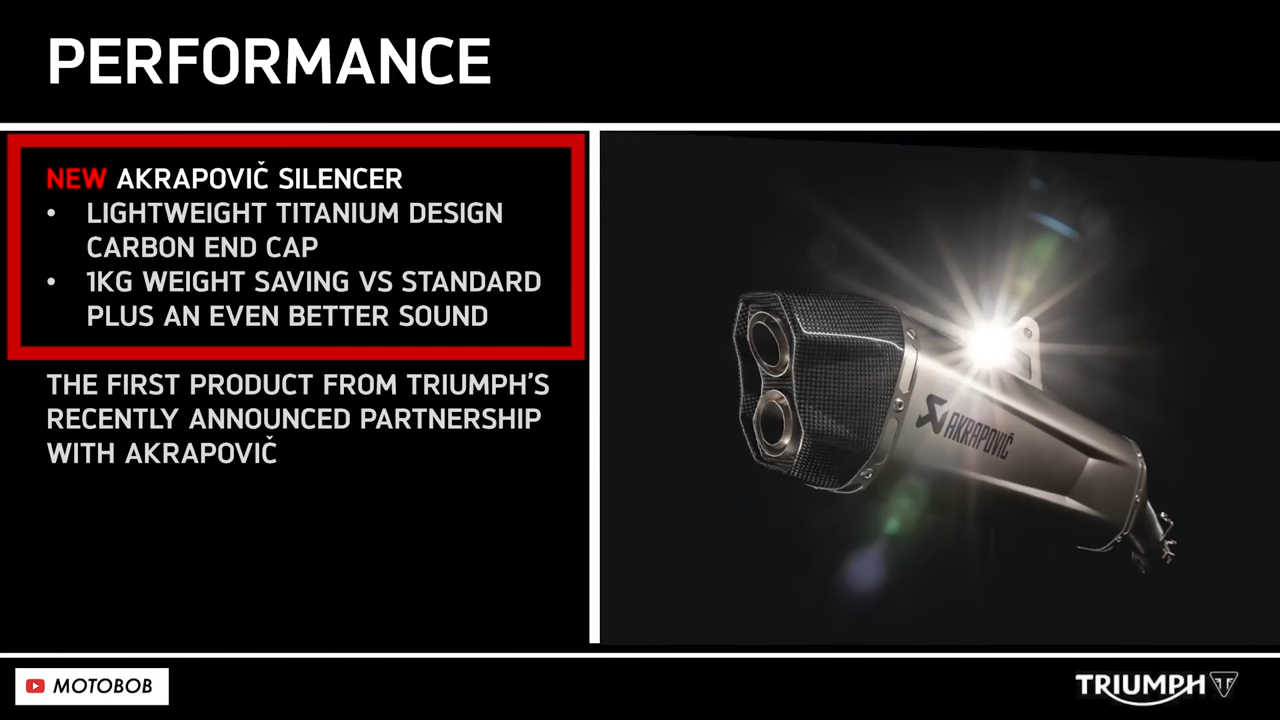 PERFORMANCE
NEW AKRAPOVIČ SILENCER
• LIGHTWEIGHT TITANIUM DESIGN
CARBON END CAP
• 1KG WEIGHT SAVING VS STANDARD
PLUS AN EVEN BETTER SOUND
THE FIRST PRODUCT FROM TRIUMPH'S
RECENTLY ANNOUNCED PARTNERSHIP
WITH AKRAPOVIČ
AKRAPOVIČ
MOTOBOB
TRIUMPH